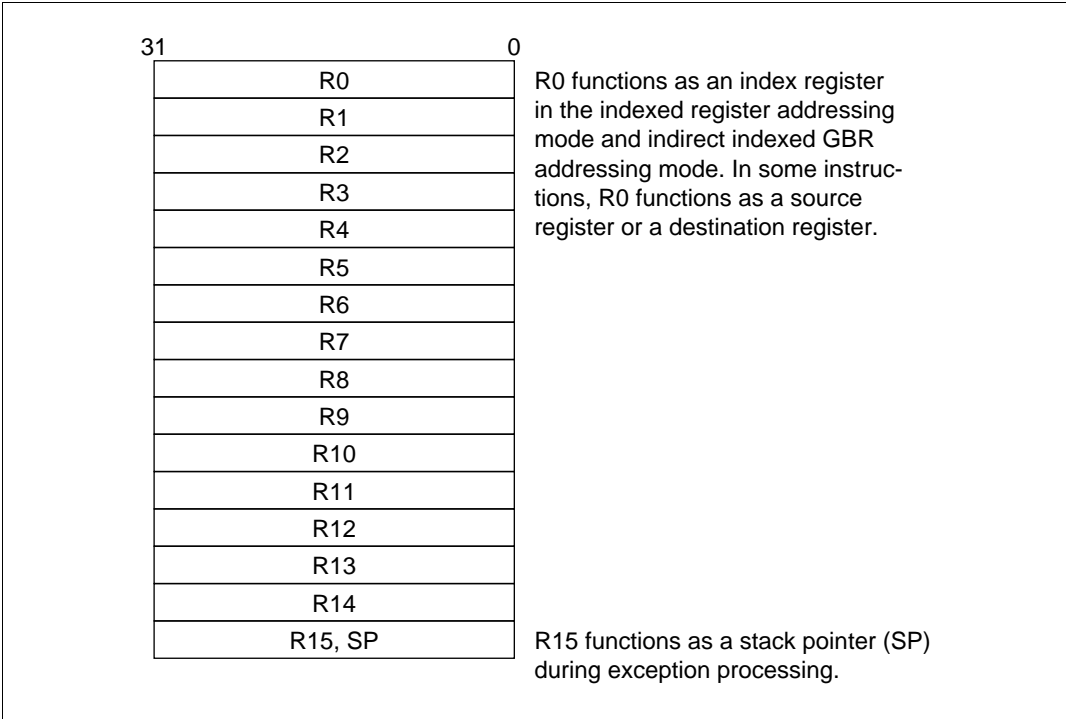 31 0
R0
R1
R2
R3
R4
R5
R6
R7
R8
R9
R10
R11
R12
R13
R14
R15, SP
R0 functions as an index register
in the indexed register addressing
mode and indirect indexed GBR
addressing mode. In some instruc-
tions, R0 functions as a source
register or a destination register.
R15 functions as a stack pointer (SP)
during exception processing.